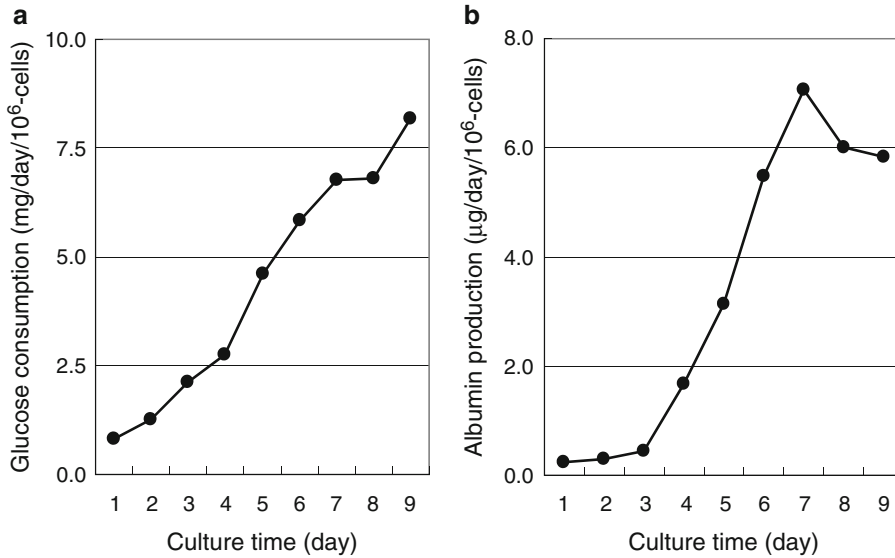 a
Glucose consumption (mg/day/10⁶-cells)
10.0
7.5
5.0
2.5
0.0
1 2 3 4 5 6 7 8 9
Culture time (day)
b
Albumin production (µg/day/10⁶-cells)
8.0
6.0
4.0
2.0
0.0
1 2 3 4 5 6 7 8 9
Culture time (day)